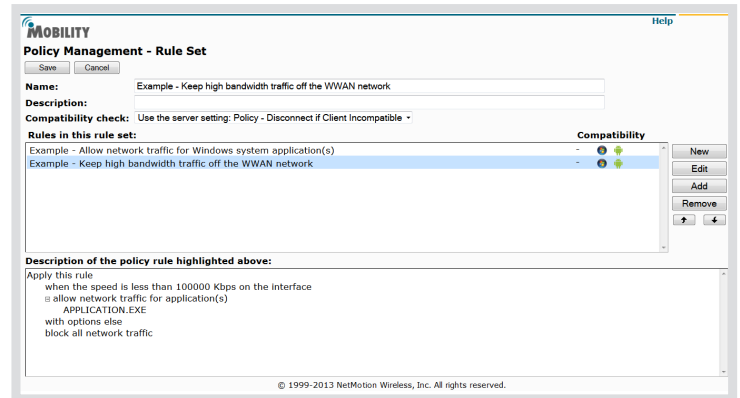 Help
MOBILITY
Policy Management - Rule Set
Save Cancel
Name: Example - Keep high bandwidth traffic off the WWAN network
Description:
Compatibility check: Use the server setting: Policy - Disconnect if Client Incompatible
Rules in this rule set: Compatibility
Example - Allow network traffic for Windows system application(s) -
Example - Keep high bandwidth traffic off the WWAN network -
New
Edit
Add
Remove
Description of the policy rule highlighted above:
Apply this rule
when the speed is less than 100000 Kbps on the interface
allow network traffic for application(s)
APPLICATION.EXE
with options else
block all network traffic
© 1999-2013 NetMotion Wireless, Inc. All rights reserved.